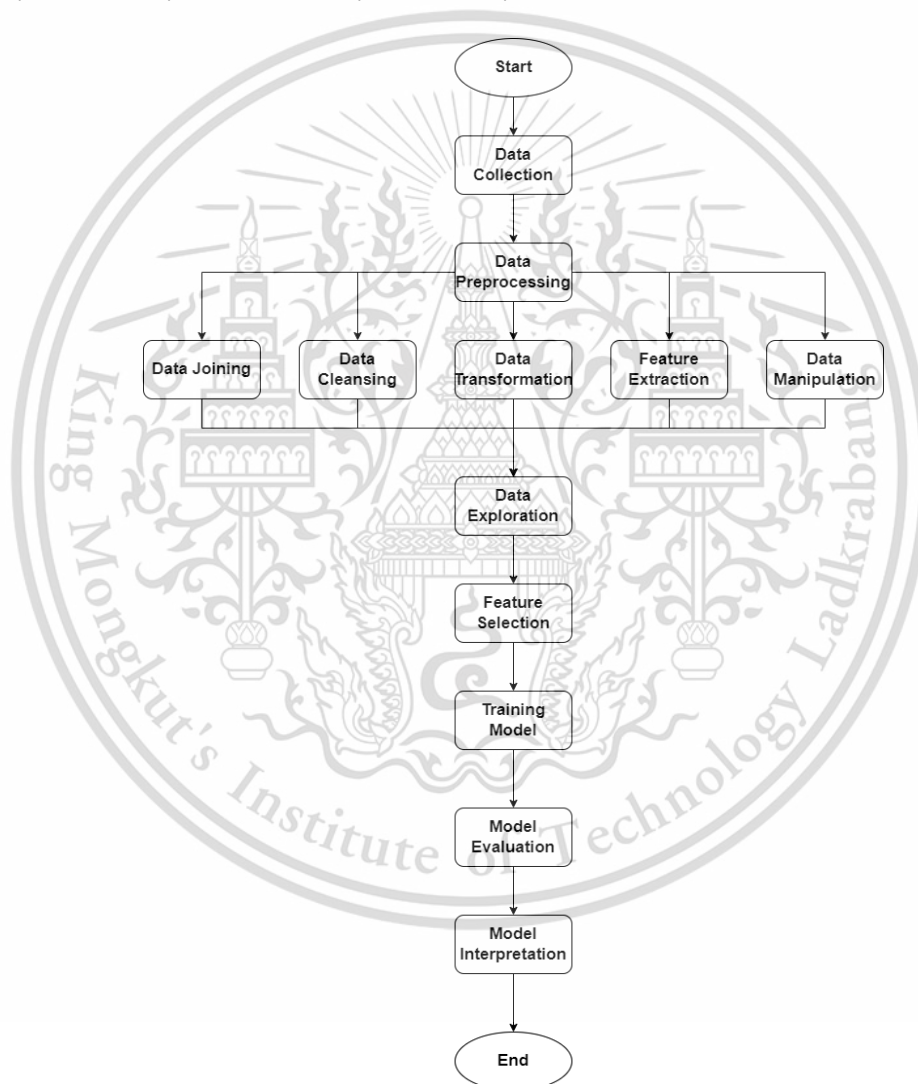 Start
Data
Collection
Data
Preprocessing
Data Joining
Data
Cleansing
Data
Transformation
Feature
Extraction
Data
Manipulation
Data
Exploration
Feature
Selection
Training
Model
Model
Evaluation
Model
Interpretation
End
King Mongkut's Institute of Technology Ladkrabang